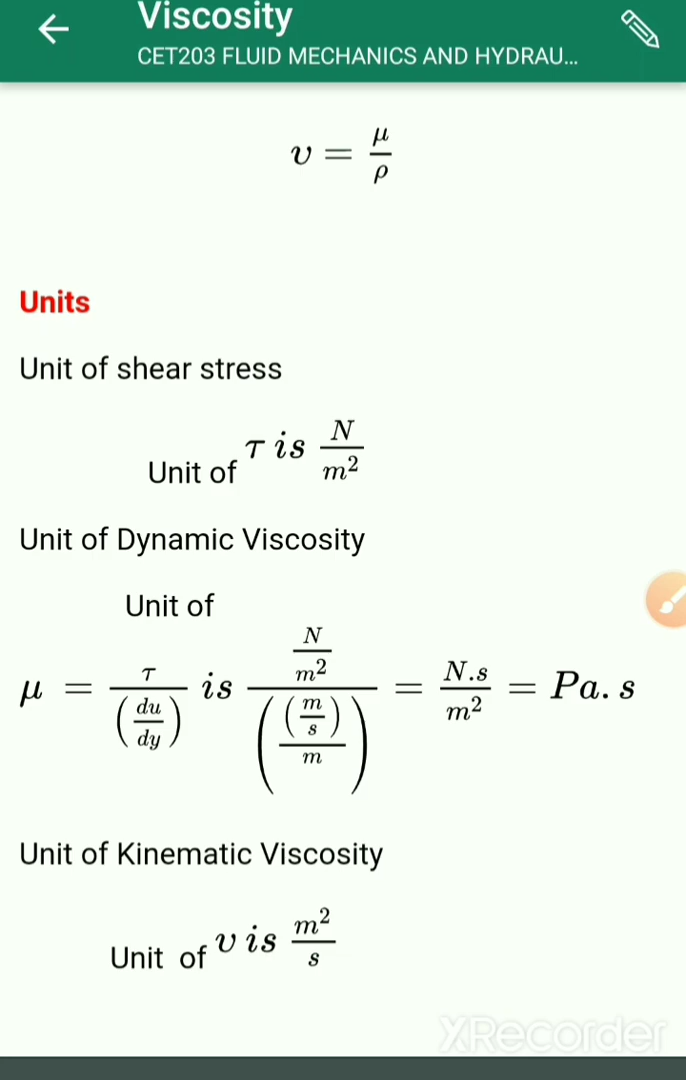 Viscosity
CET203 FLUID MECHANICS AND HYDRAU...
υ = μ/ρ
Units
Unit of shear stress
Unit of τ is N/m²
Unit of Dynamic Viscosity
Unit of
μ = τ/(du/dy) is (N/m²)/((m/s)/m) = N.s/m² = Pa. s
Unit of Kinematic Viscosity
Unit of υ is m²/s
XRecorder